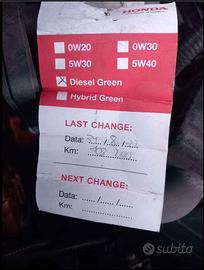 HONDA
0W20 0W30
5W30 5W40
Diesel Green
Hybrid Green
LAST CHANGE:
Data:
Km:
NEXT CHANGE:
Data: ....../....../......
Km: ..................
subito